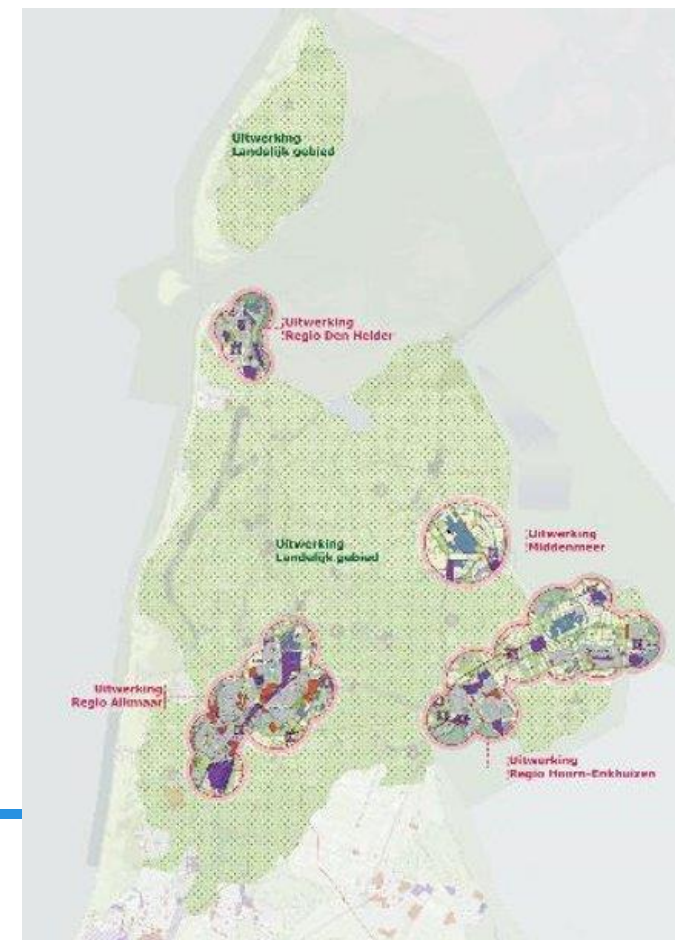 Uitwerking
Landelijk gebied
Uitwerking
Regio Den Helder
Uitwerking
Landelijk gebied
Uitwerking
Middenmeer
Uitwerking
Regio Alkmaar
Uitwerking
Regio Hoorn-Enkhuizen